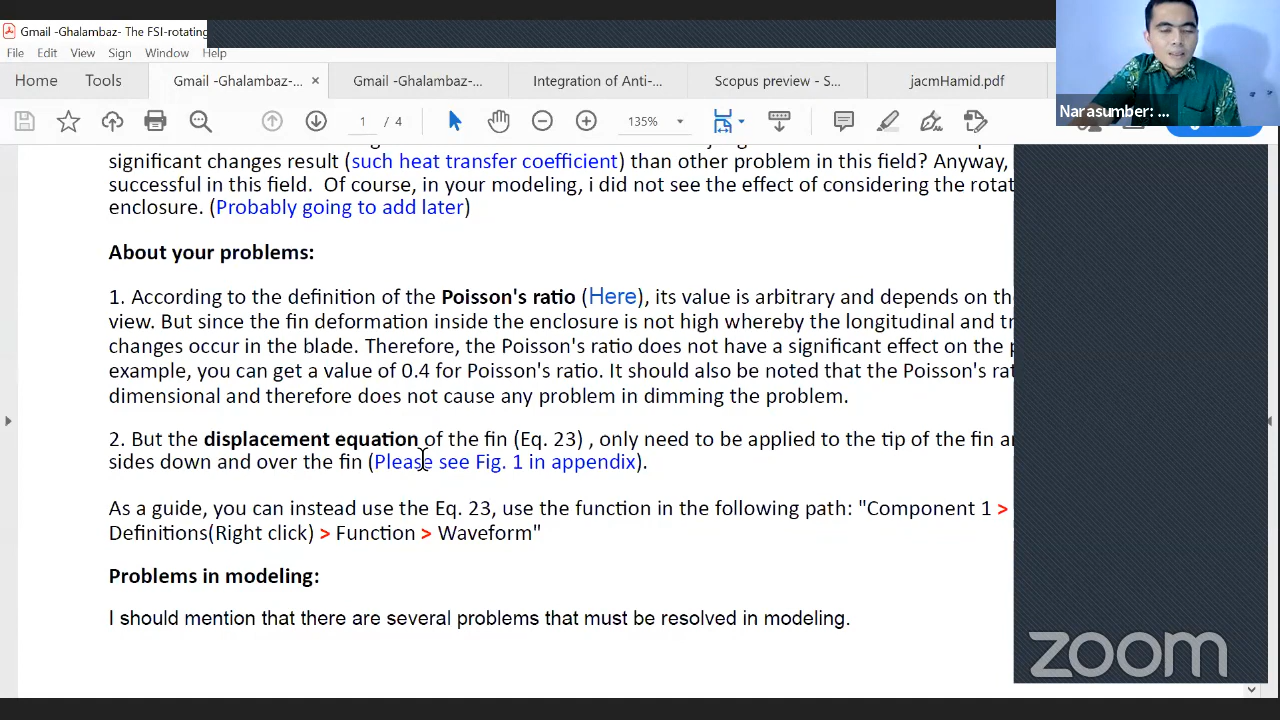 Gmail -Ghalambaz- The FSI-rotating
File Edit View Sign Window Help
Home Tools Gmail -Ghalambaz-... × Gmail -Ghalambaz-... Integration of Anti-... Scopus preview - S... jacmHamid.pdf
1 / 4 135%
Narasumber: ...
significant changes result (such heat transfer coefficient) than other problem in this field? Anyway,
successful in this field. Of course, in your modeling, i did not see the effect of considering the rotat
enclosure. (Probably going to add later)
About your problems:
1. According to the definition of the Poisson's ratio (Here), its value is arbitrary and depends on th
view. But since the fin deformation inside the enclosure is not high whereby the longitudinal and tr
changes occur in the blade. Therefore, the Poisson's ratio does not have a significant effect on the p
example, you can get a value of 0.4 for Poisson's ratio. It should also be noted that the Poisson's rat
dimensional and therefore does not cause any problem in dimming the problem.
2. But the displacement equation of the fin (Eq. 23) , only need to be applied to the tip of the fin an
sides down and over the fin (Please see Fig. 1 in appendix).
As a guide, you can instead use the Eq. 23, use the function in the following path: "Component 1 >
Definitions(Right click) > Function > Waveform"
Problems in modeling:
I should mention that there are several problems that must be resolved in modeling.
zoom